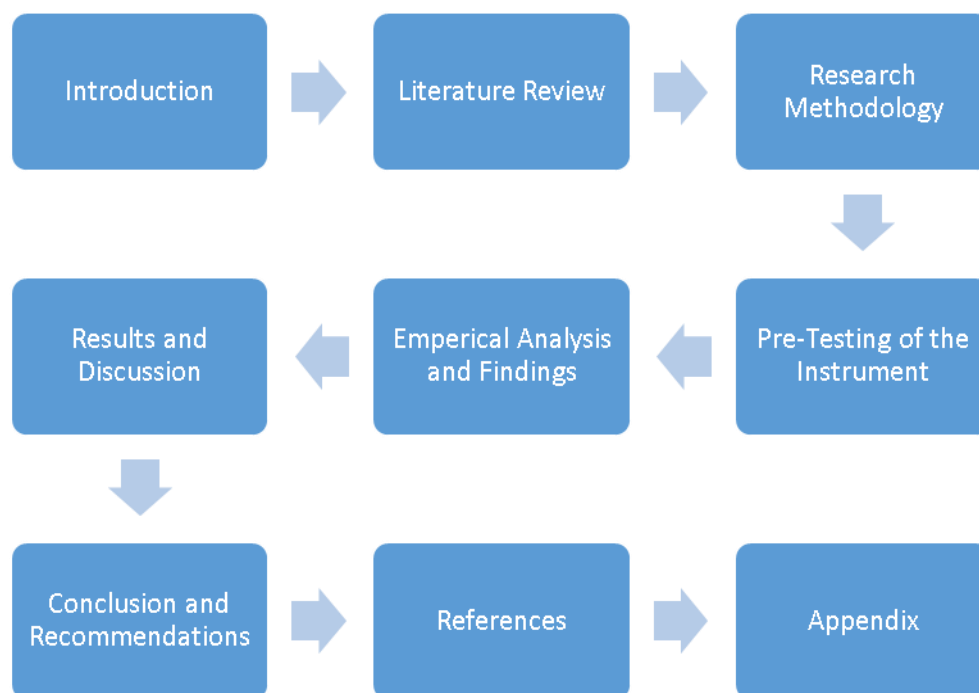 Introduction
Literature Review
Research
Methodology
Pre-Testing of the
Instrument
Emperical Analysis
and Findings
Results and
Discussion
Conclusion and
Recommendations
References
Appendix